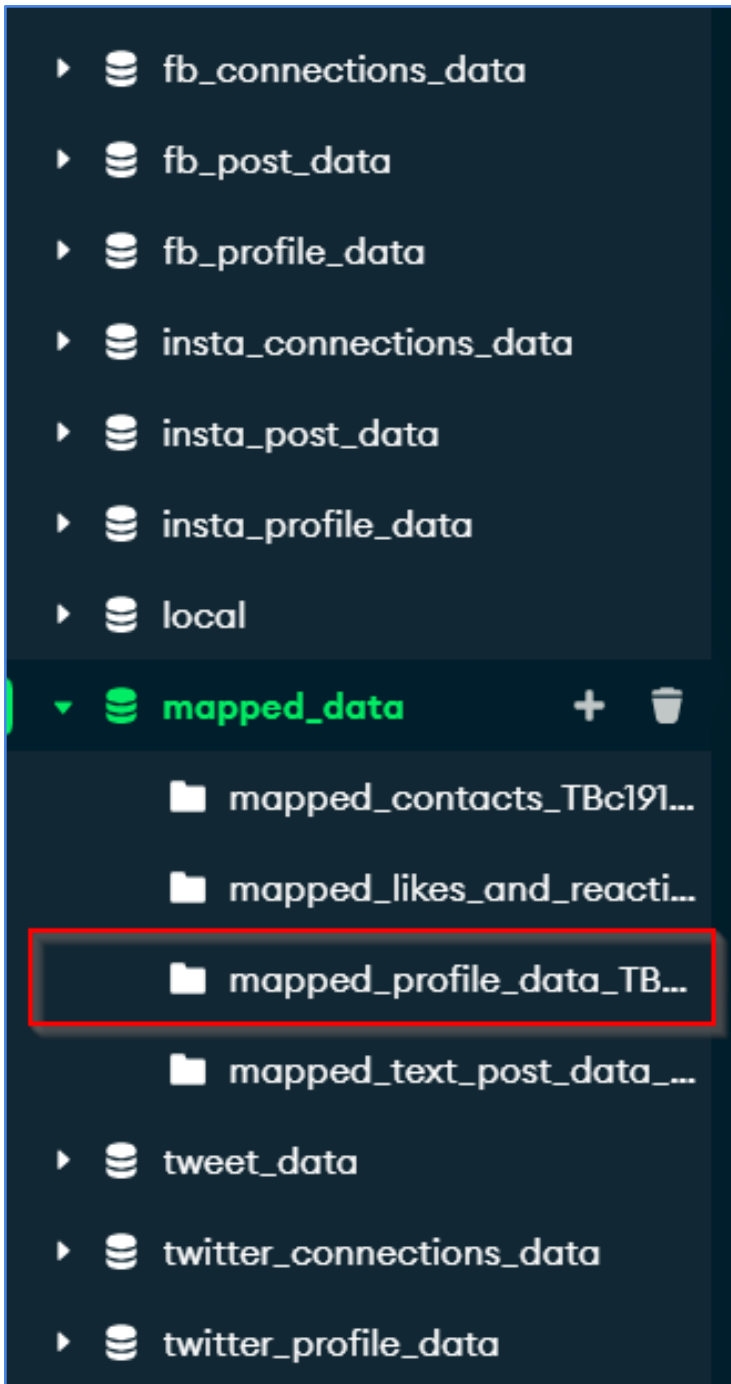 fb_connections_data
fb_post_data
fb_profile_data
insta_connections_data
insta_post_data
insta_profile_data
local
mapped_data
mapped_contacts_TBc191...
mapped_likes_and_reacti...
mapped_profile_data_TB...
mapped_text_post_data_...
tweet_data
twitter_connections_data
twitter_profile_data